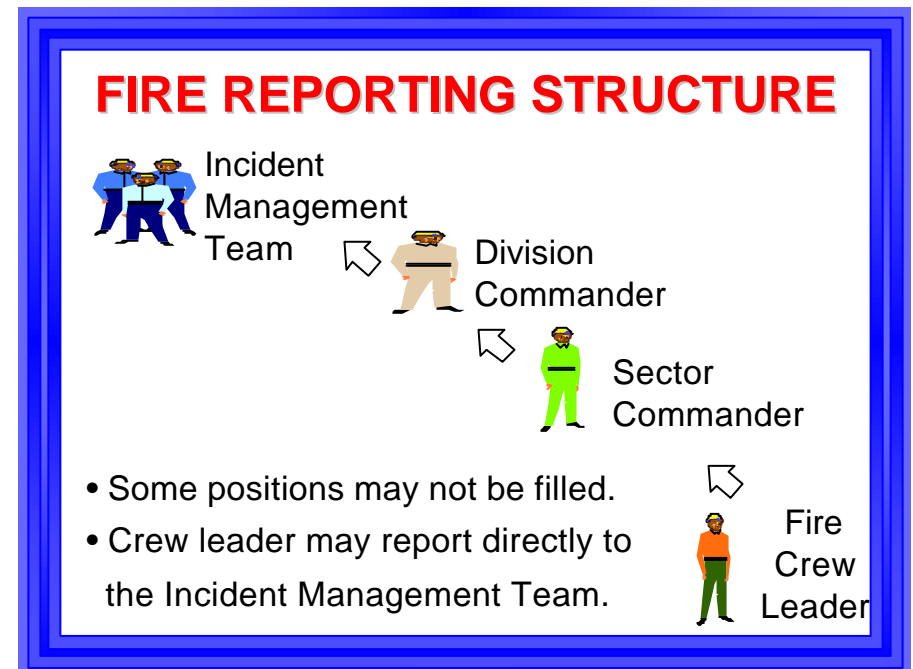 FIRE REPORTING STRUCTURE
Incident
Management
Team
Division
Commander
Sector
Commander
• Some positions may not be filled.
• Crew leader may report directly to
the Incident Management Team.
Fire
Crew
Leader